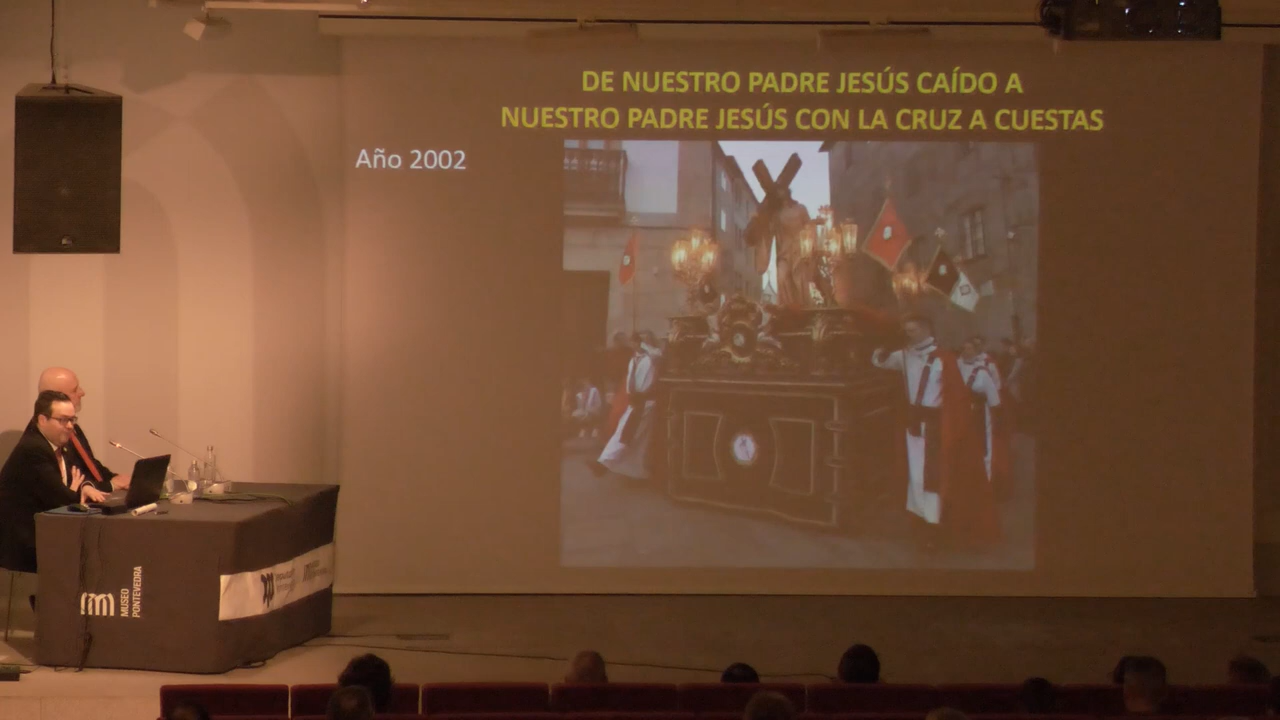 DE NUESTRO PADRE JESÚS CAÍDO A
NUESTRO PADRE JESÚS CON LA CRUZ A CUESTAS
Año 2002
MUSEO
PONTEVEDRA